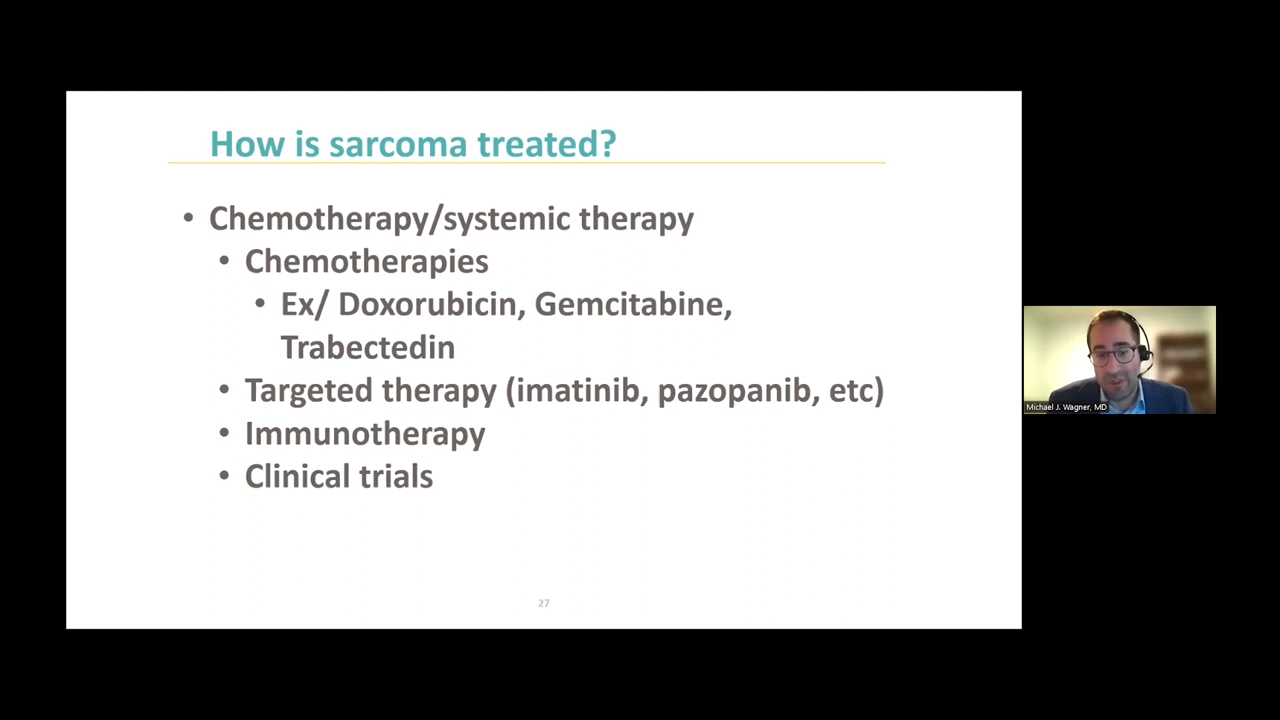 How is sarcoma treated?
• Chemotherapy/systemic therapy
• Chemotherapies
• Ex/ Doxorubicin, Gemcitabine,
Trabectedin
• Targeted therapy (imatinib, pazopanib, etc)
• Immunotherapy
• Clinical trials
27
Michael J. Wagner, MD